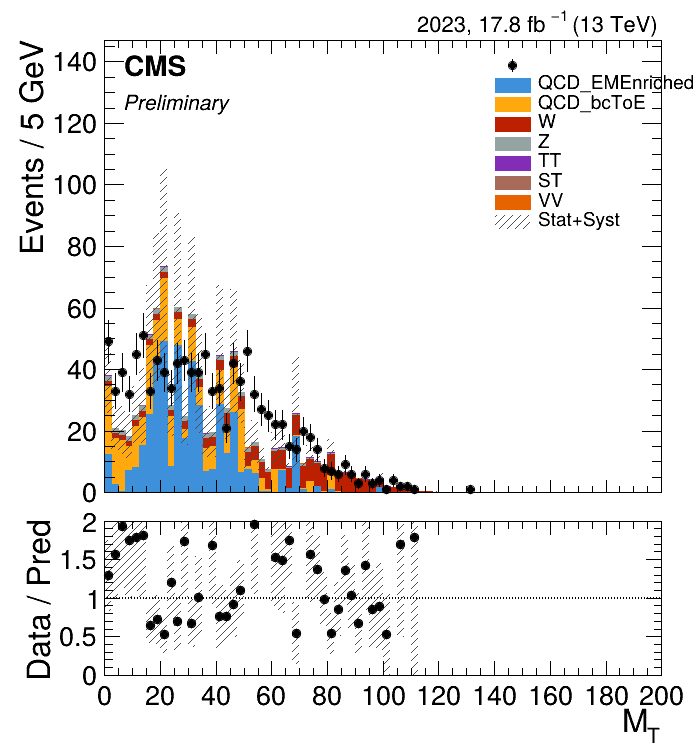 2023, 17.8 fb⁻¹ (13 TeV)
CMS
Preliminary
QCD_EMEnriched
QCD_bcToE
W
Z
TT
ST
VV
Stat+Syst
Events / 5 GeV
140
120
100
80
60
40
20
0
Data / Pred
2
1.5
1
0.5
0
0 20 40 60 80 100 120 140 160 180 200
M_T